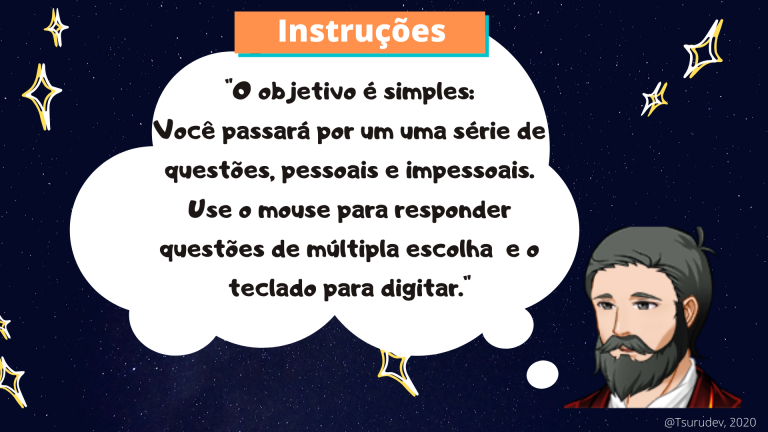 Instruções
"O objetivo é simples:
Você passará por um uma série de
questões, pessoais e impessoais.
Use o mouse para responder
questões de múltipla escolha e o
teclado para digitar."
@Tsurudev, 2020